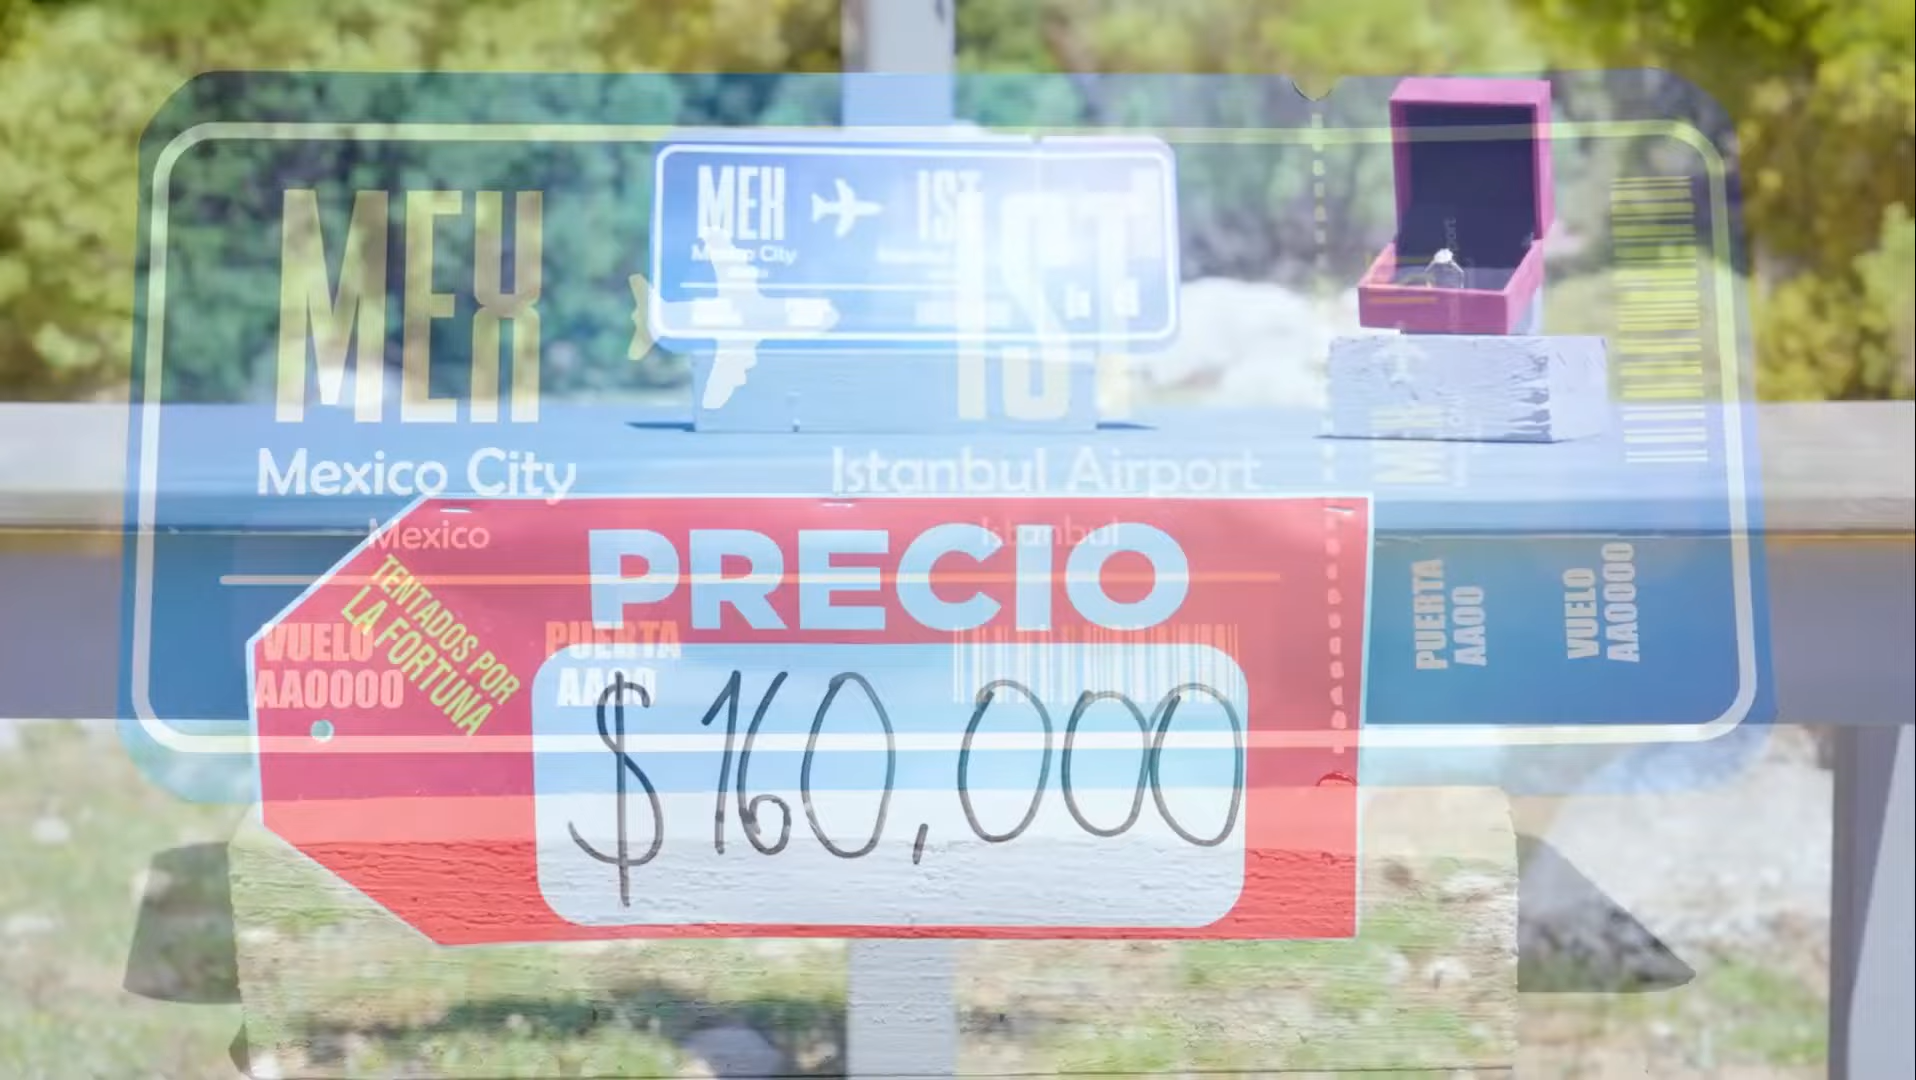 MEX IST
Mexico City
MEX IST
Mexico City Istanbul Airport
Mexico Istanbul
PRECIO
TENTADOS POR
LA FORTUNA
VUELO PUERTA
AA0000 AA00
$160,000
PUERTA
AA00
VUELO
AA0000
MEX